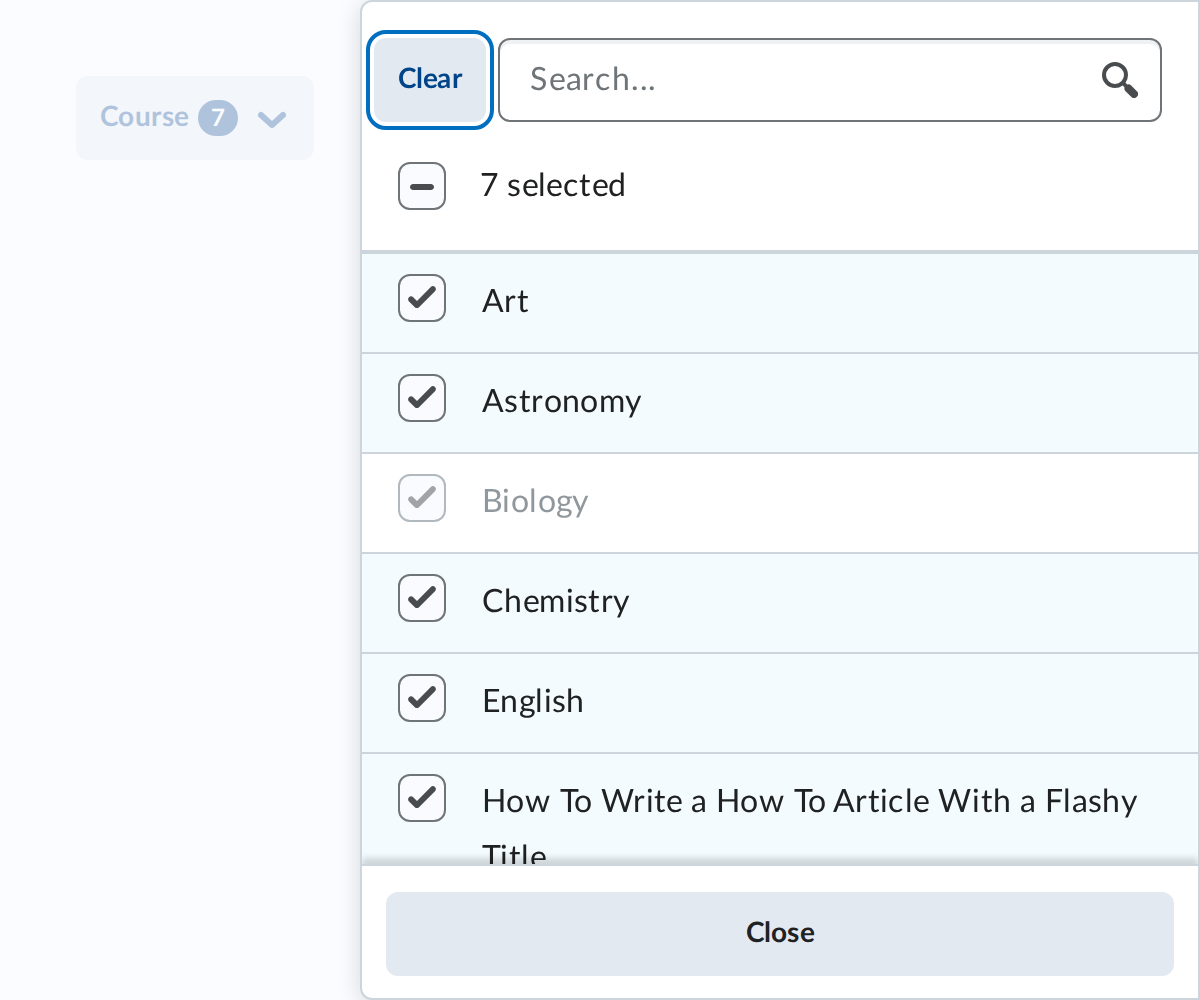 Course 7
Clear
Search...
7 selected
Art
Astronomy
Biology
Chemistry
English
How To Write a How To Article With a Flashy
Title
Close